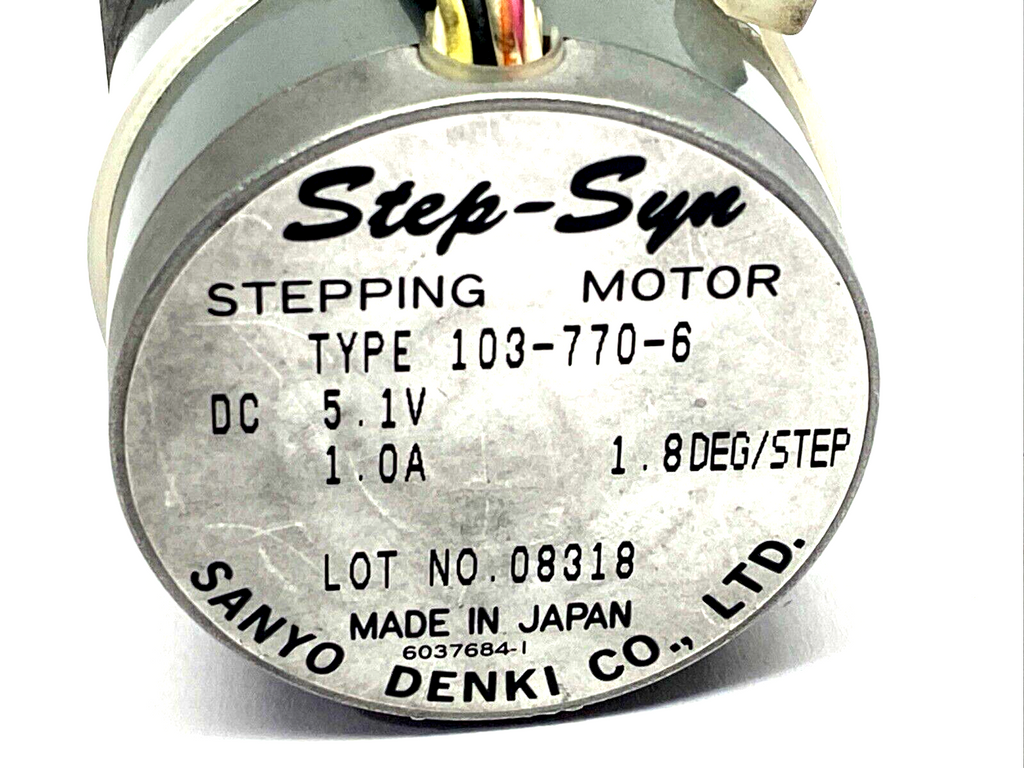 Step-Syn
STEPPING MOTOR
TYPE 103-770-6
DC 5.1V
1.0A 1.8DEG/STEP
LOT NO.08318
MADE IN JAPAN
6037684-1
SANYO DENKI CO., LTD.